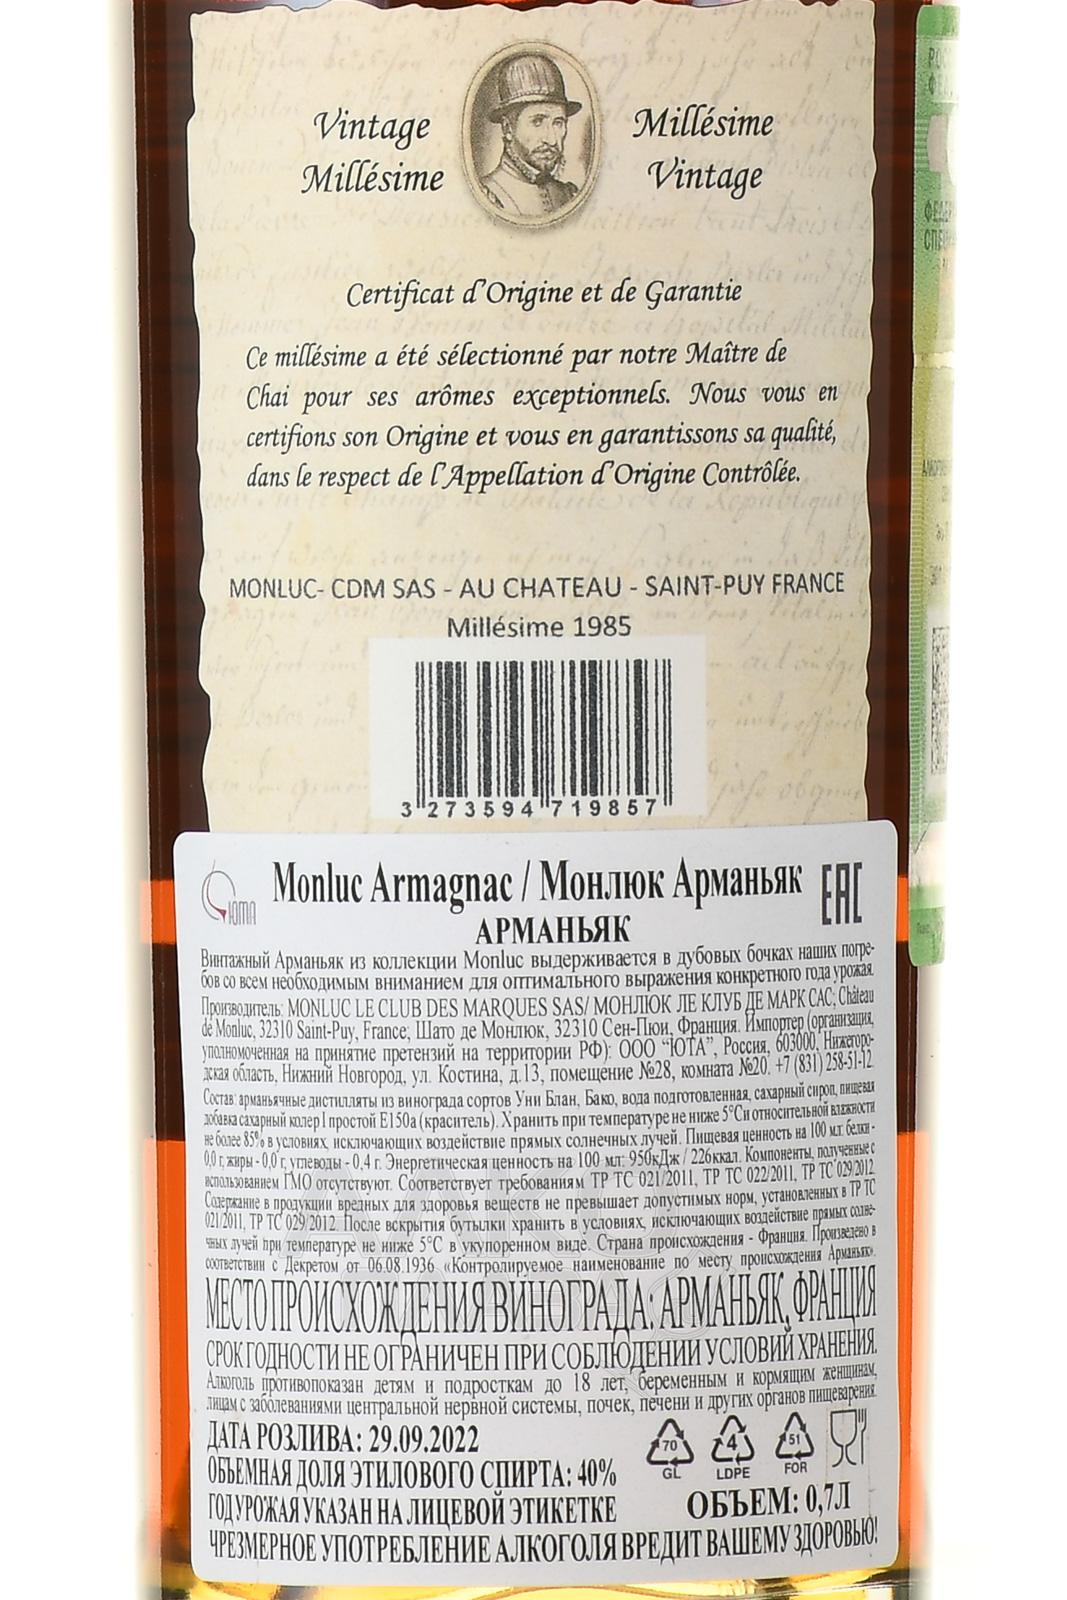 Vintage
Millésime
Millésime
Vintage
Certificat d'Origine et de Garantie
Ce millésime a été sélectionné par notre Maître de
Chai pour ses arômes exceptionnels. Nous vous en
certifions son Origine et vous en garantissons sa qualité,
dans le respect de l'Appellation d'Origine Contrôlée.
MONLUC- CDM SAS - AU CHATEAU - SAINT-PUY FRANCE
Millésime 1985
3 273594 719857
ЮТА
Monluc Armagnac / Монлюк Арманьяк
EAC
АРМАНЬЯК
Винтажный Арманьяк из коллекции Monluc выдерживается в дубовых бочках наших погре-
бов со всем необходимым вниманием для оптимального выражения конкретного года урожая.
Производитель: MONLUC LE CLUB DES MARQUES SAS/ МОНЛЮК ЛЕ КЛУБ ДЕ МАРК САС; Château
de Monluc, 32310 Saint-Puy, France; Шато де Монлюк, 32310 Сен-Пюи, Франция. Импортер (организация,
уполномоченная на принятие претензий на территории РФ): ООО “ЮТА”, Россия, 603000, Нижегоро-
дская область, Нижний Новгород, ул. Костина, д.13, помещение №28, комната №20. +7 (831) 258-51-12
Состав: арманьячные дистилляты из винограда сортов Уни Блан, Бако, вода подготовленная, сахарный сироп, пищевая
добавка сахарный колер I простой Е150а (краситель). Хранить при температуре не ниже 5°С и относительной влажности
не более 85% в условиях, исключающих воздействие прямых солнечных лучей. Пищевая ценность на 100 мл: белки -
0,0 г, жиры - 0,0 г, углеводы - 0,4 г. Энергетическая ценность на 100 мл: 950кДж / 226ккал. Компоненты, полученные с
использованием ГМО отсутствуют. Соответствует требованиям ТР ТС 021/2011, ТР ТС 022/2011, ТР ТС 029/2012.
Содержание в продукции вредных для здоровья веществ не превышает допустимых норм, установленных в ТР ТС
021/2011, ТР ТС 029/2012. После вскрытия бутылки хранить в условиях, исключающих воздействие прямых солне-
чных лучей при температуре не ниже 5°С в укупоренном виде. Страна происхождения - Франция. Произведено в
соответствии с Декретом от 06.08.1936 «Контролируемое наименование по месту происхождения Арманьяк».
МЕСТО ПРОИСХОЖДЕНИЯ ВИНОГРАДА: АРМАНЬЯК, ФРАНЦИЯ
СРОК ГОДНОСТИ НЕ ОГРАНИЧЕН ПРИ СОБЛЮДЕНИИ УСЛОВИЙ ХРАНЕНИЯ.
Алкоголь противопоказан детям и подросткам до 18 лет, беременным и кормящим женщинам,
лицам с заболеваниями центральной нервной системы, почек, печени и других органов пищеварения.
ДАТА РОЗЛИВА: 29.09.2022
70 4 51
GL LDPE FOR
ОБЪЕМНАЯ ДОЛЯ ЭТИЛОВОГО СПИРТА: 40%
ГОД УРОЖАЯ УКАЗАН НА ЛИЦЕВОЙ ЭТИКЕТКЕ
ОБЪЕМ: 0,7Л
ЧРЕЗМЕРНОЕ УПОТРЕБЛЕНИЕ АЛКОГОЛЯ ВРЕДИТ ВАШЕМУ ЗДОРОВЬЮ!